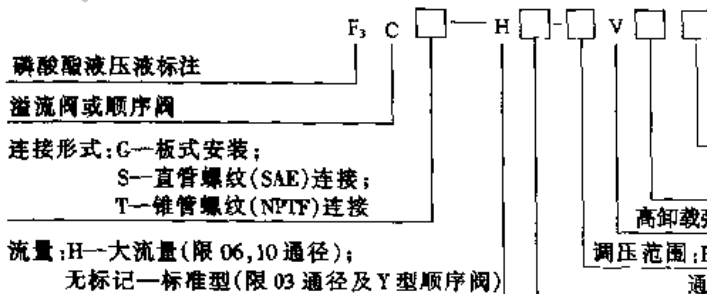 F₃ C □ — H □ - □ V □ □
磷酸酯液压液标注
溢流阀或顺序阀
连接形式:G—板式安装;
S—直管螺纹(SAE)连接;
T—锥管螺纹(NPTF)连接
高卸载
流量:H—大流量(限06,10通径);
调压范围:
无标记—标准型(限03通径及Y型顺序阀)
通